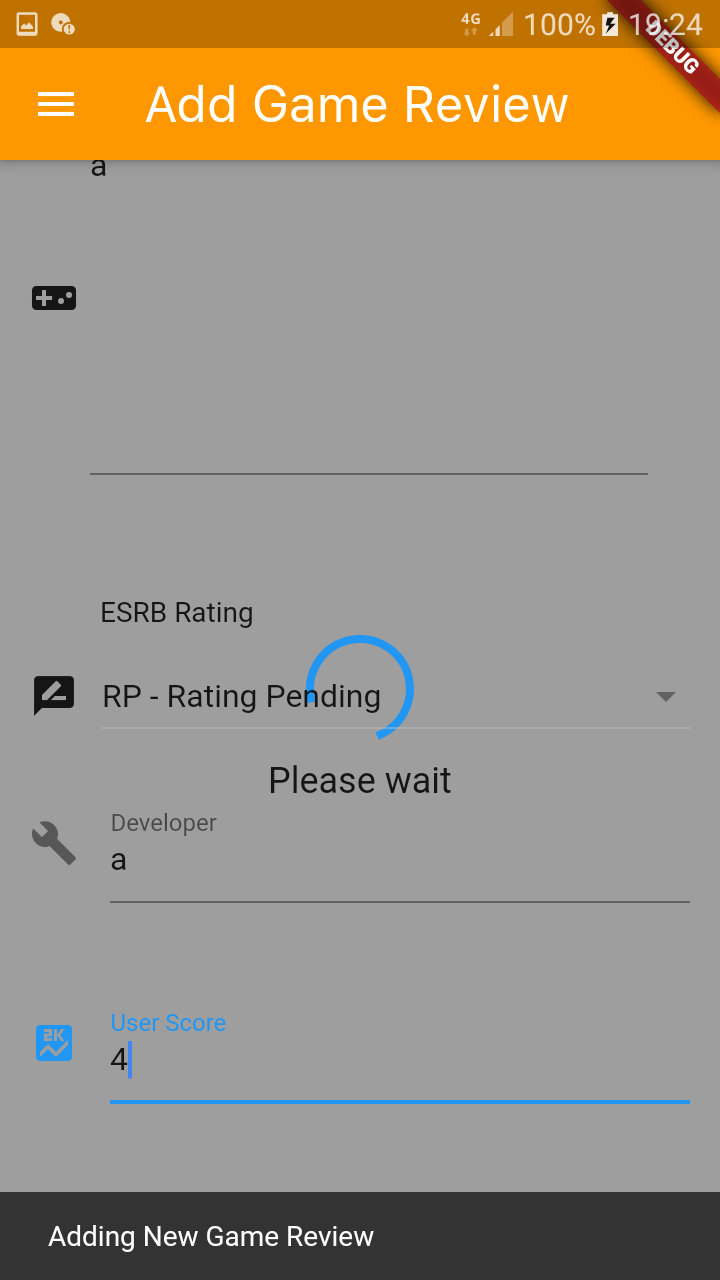 4G 100% 19:24
DEBUG
Add Game Review
a
ESRB Rating
RP - Rating Pending
Please wait
Developer
a
User Score
2K
4
Adding New Game Review